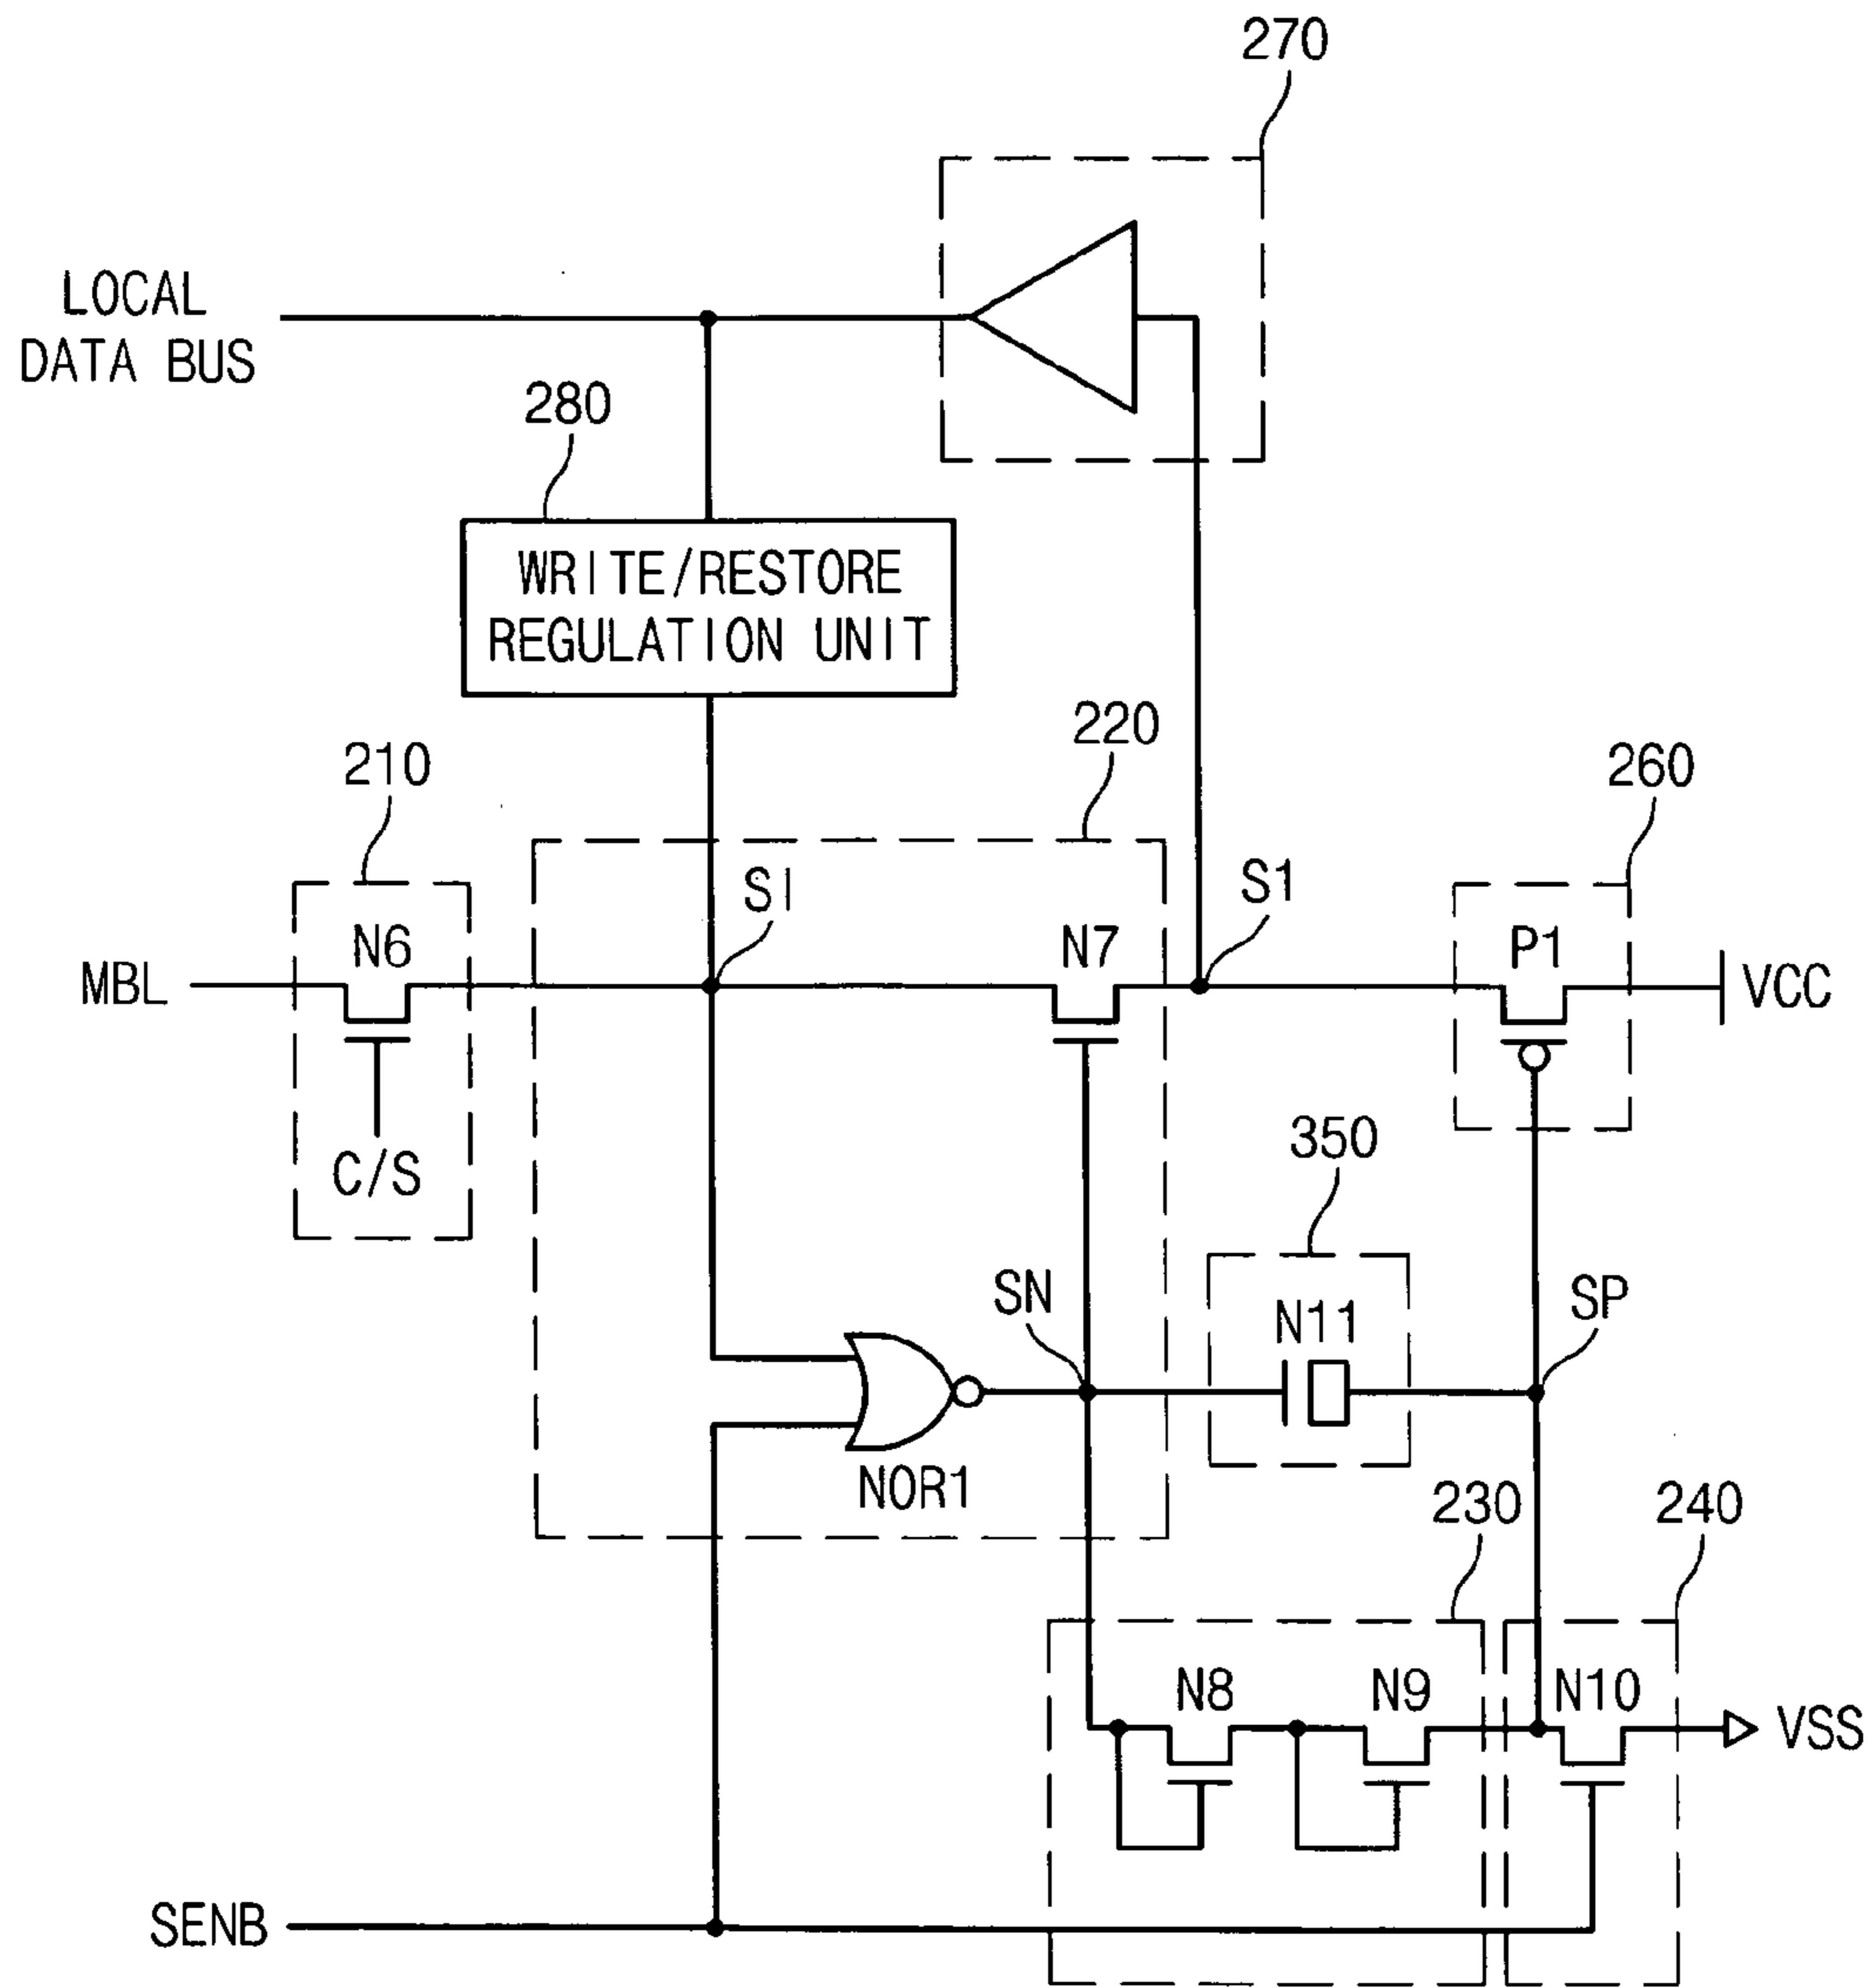 270
LOCAL
DATA BUS
280
WRITE/RESTORE
REGULATION UNIT
220
210
260
SI
S1
N6
N7
P1
MBL
VCC
350
C/S
SN
N11
SP
NOR1
230
240
N8
N9
N10
VSS
SENB